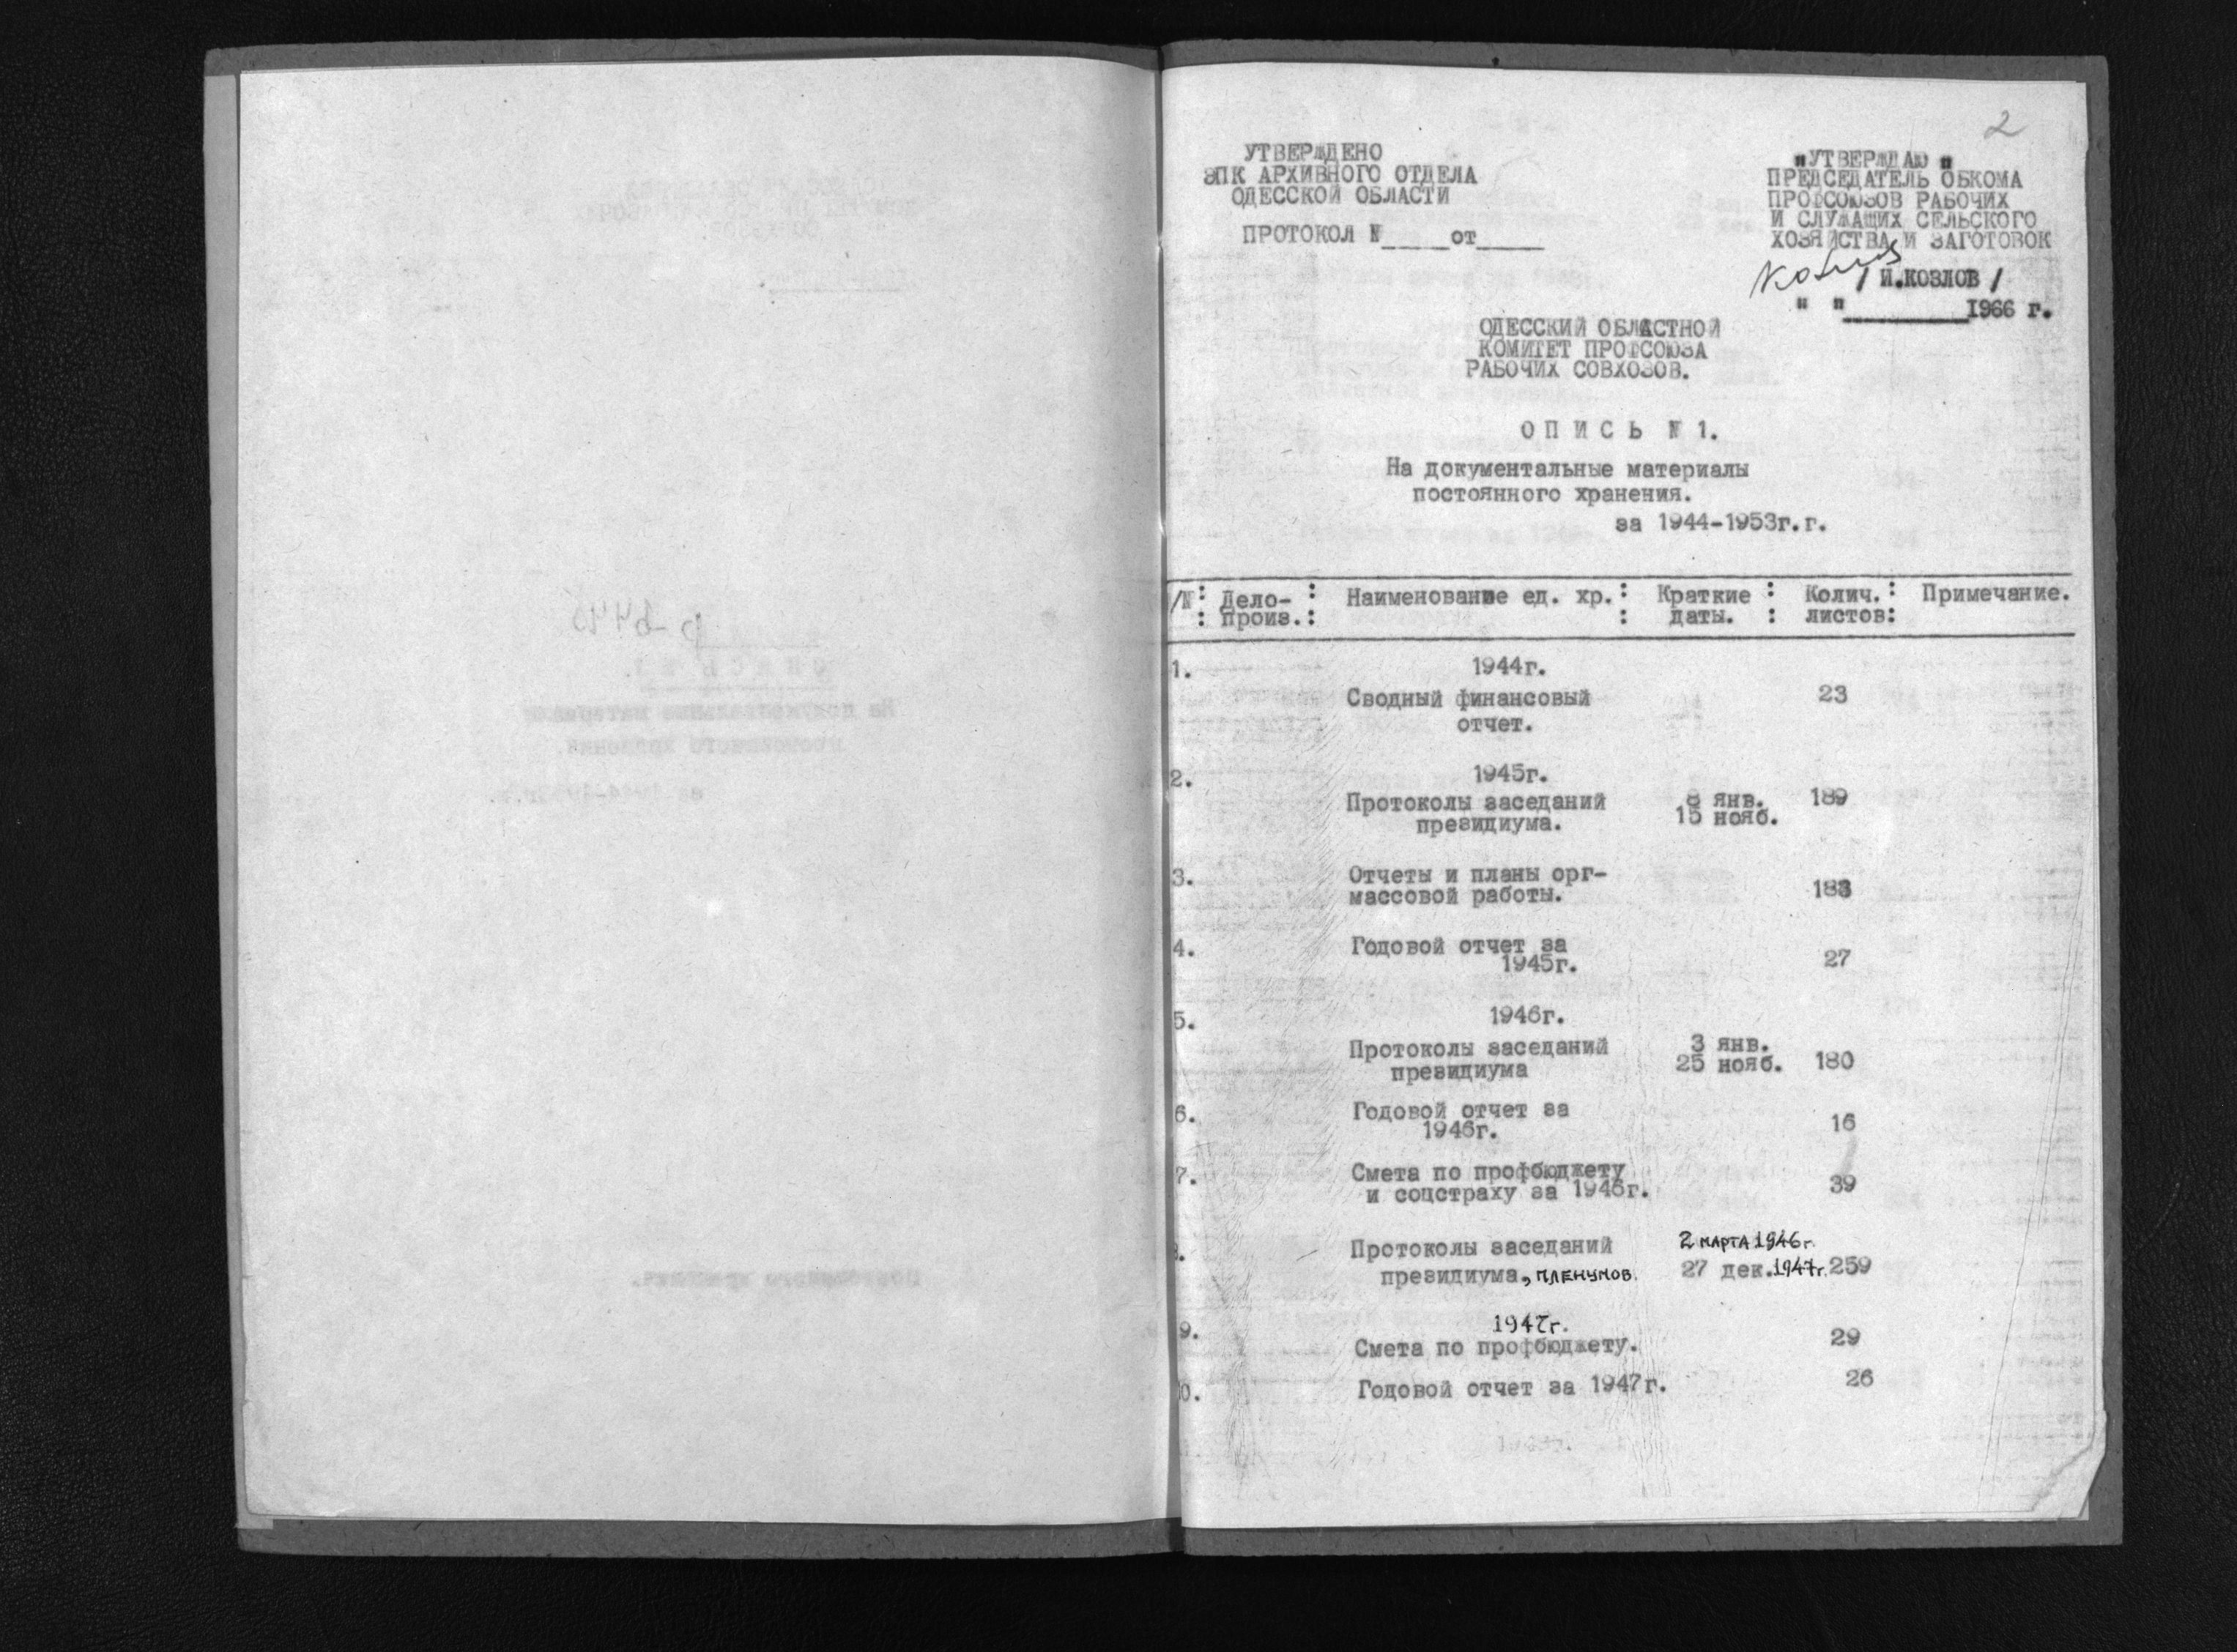 2
УТВЕРЖДЕНО
ЭПК АРХИВНОГО ОТДЕЛА
ОДЕССКОЙ ОБЛАСТИ
ПРОТОКОЛ №____от____
"УТВЕРЖДАЮ"
ПРЕДСЕДАТЕЛЬ ОБКОМА
ПРОФСОЮЗОВ РАБОЧИХ
И СЛУЖАЩИХ СЕЛЬСКОГО
ХОЗЯЙСТВА И ЗАГОТОВОК
/ И.КОЗЛОВ /
" "________1966 г.
ОДЕССКИЙ ОБЛАСТНОЙ
КОМИТЕТ ПРОФСОЮЗА
РАБОЧИХ СОВХОЗОВ.
О П И С Ь № 1.
На документальные материалы
постоянного хранения.
за 1944-1953г.г.
/№ : Дело- : Наименование ед. хр. : Краткие : Колич. : Примечание.
: произ. : : даты. : листов:
1. 1944г.
Сводный финансовый 23
отчет.
2. 1945г.
Протоколы заседаний 8 янв. 189
президиума. 15 нояб.
3. Отчеты и планы орг-
массовой работы. 183
4. Годовой отчет за
1945г. 27
5. 1946г.
Протоколы заседаний 3 янв.
президиума 25 нояб. 180
6. Годовой отчет за
1946г. 16
7. Смета по профбюджету
и соцстраху за 1946г. 39
Протоколы заседаний 2 марта 1946г.
президиума, пленумов. 27 дек.1947г. 259
9. 1947г.
Смета по профбюджету. 29
0. Годовой отчет за 1947г. 26